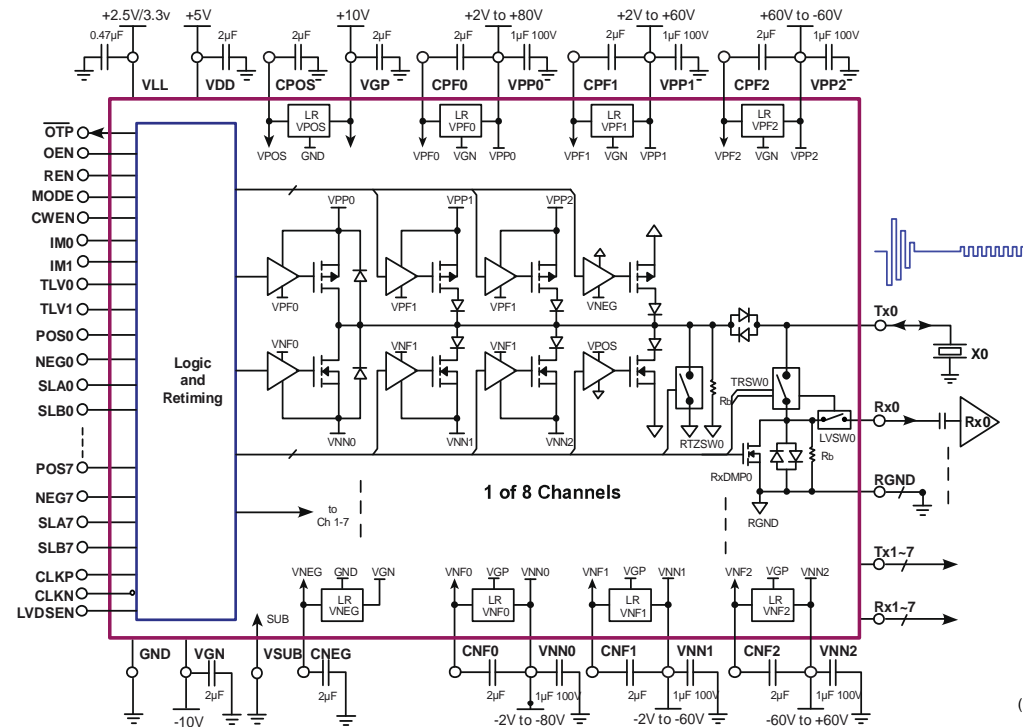 +2.5V/3.3v +5V +10V +2V to +80V +2V to +60V +60V to -60V
0.47µF 2µF 2µF 2µF 2µF 1µF 100V 2µF 1µF 100V 2µF 1µF 100V
VLL VDD CPOS VGP CPF0 VPP0 CPF1 VPP1 CPF2 VPP2
LR VPOS
LR VPF0
LR VPF1
LR VPF2
VPOS GND VPF0 VGN VPP0 VPF1 VGN VPP1 VPF2 VGN VPP2
OTP
OEN
REN
MODE
CWEN
IM0
IM1
TLV0
TLV1
POS0
NEG0
SLA0
SLB0
POS7
NEG7
SLA7
SLB7
CLKP
CLKN
LVDSEN
Logic
and
Retiming
VPP0 VPP1 VPP2
VPF0 VPF1 VPF1 VNEG
VNF0 VNF1 VNF1 VPOS
VNN0 VNN1 VNN2
RTZSW0
Rb
TRSW0
LVSW0
Rb
RxDMP0
RGND
Tx0
X0
Rx0
Rx0
RGND
Tx1~7
Rx1~7
1 of 8 Channels
to
Ch 1-7
VNEG GND VGN VNF0 VGP VNN0 VNF1 VGP VNN1 VNF2 VGP VNN2
LR VNEG
LR VNF0
LR VNF1
LR VNF2
SUB
GND VGN VSUB CNEG CNF0 VNN0 CNF1 VNN1 CNF2 VNN2
2µF 2µF 2µF 1µF 100V 2µF 1µF 100V 2µF 1µF 100V
-10V -2V to -80V -2V to -60V -60V to +60V
(